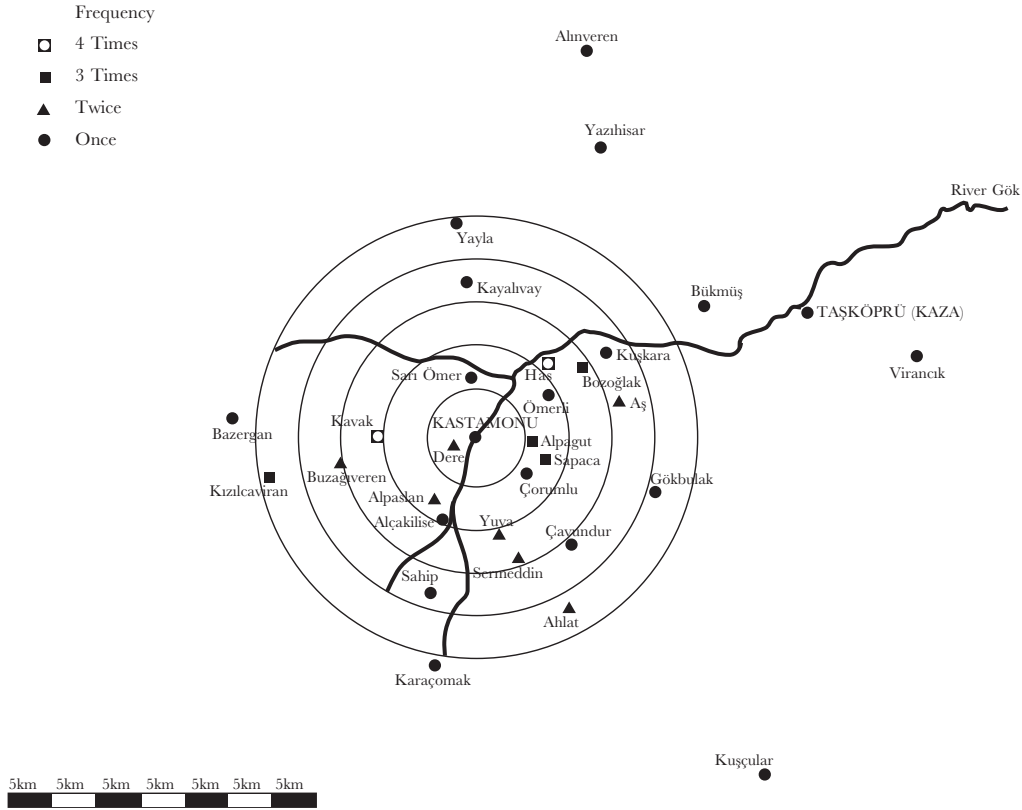 Frequency
4 Times
3 Times
Twice
Once
Alınveren
Yazıhisar
River Gök
Yayla
Kayalıvay
Bükmüş
TAŞKÖPRÜ (KAZA)
Kuşkara
Virancık
Sarı Ömer
Has
Bozoğlak
Ömerli
Aş
Bazergan
Kavak
KASTAMONU
Alpagut
Dere
Sapaca
Buzağıveren
Gökbulak
Kızılcaviran
Çorumlu
Alpaslan
Alçakilise
Yuva
Çavundur
Sahip
Sermeddin
Ahlat
Karaçomak
Kuşçular
5km 5km 5km 5km 5km 5km 5km